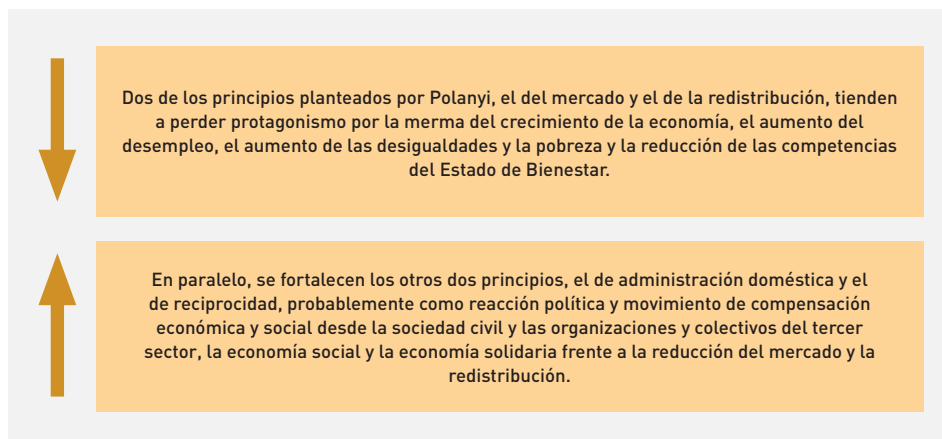 Dos de los principios planteados por Polanyi, el del mercado y el de la redistribución, tienden
a perder protagonismo por la merma del crecimiento de la economía, el aumento del
desempleo, el aumento de las desigualdades y la pobreza y la reducción de las competencias
del Estado de Bienestar.
En paralelo, se fortalecen los otros dos principios, el de administración doméstica y el
de reciprocidad, probablemente como reacción política y movimiento de compensación
económica y social desde la sociedad civil y las organizaciones y colectivos del tercer
sector, la economía social y la economía solidaria frente a la reducción del mercado y la
redistribución.